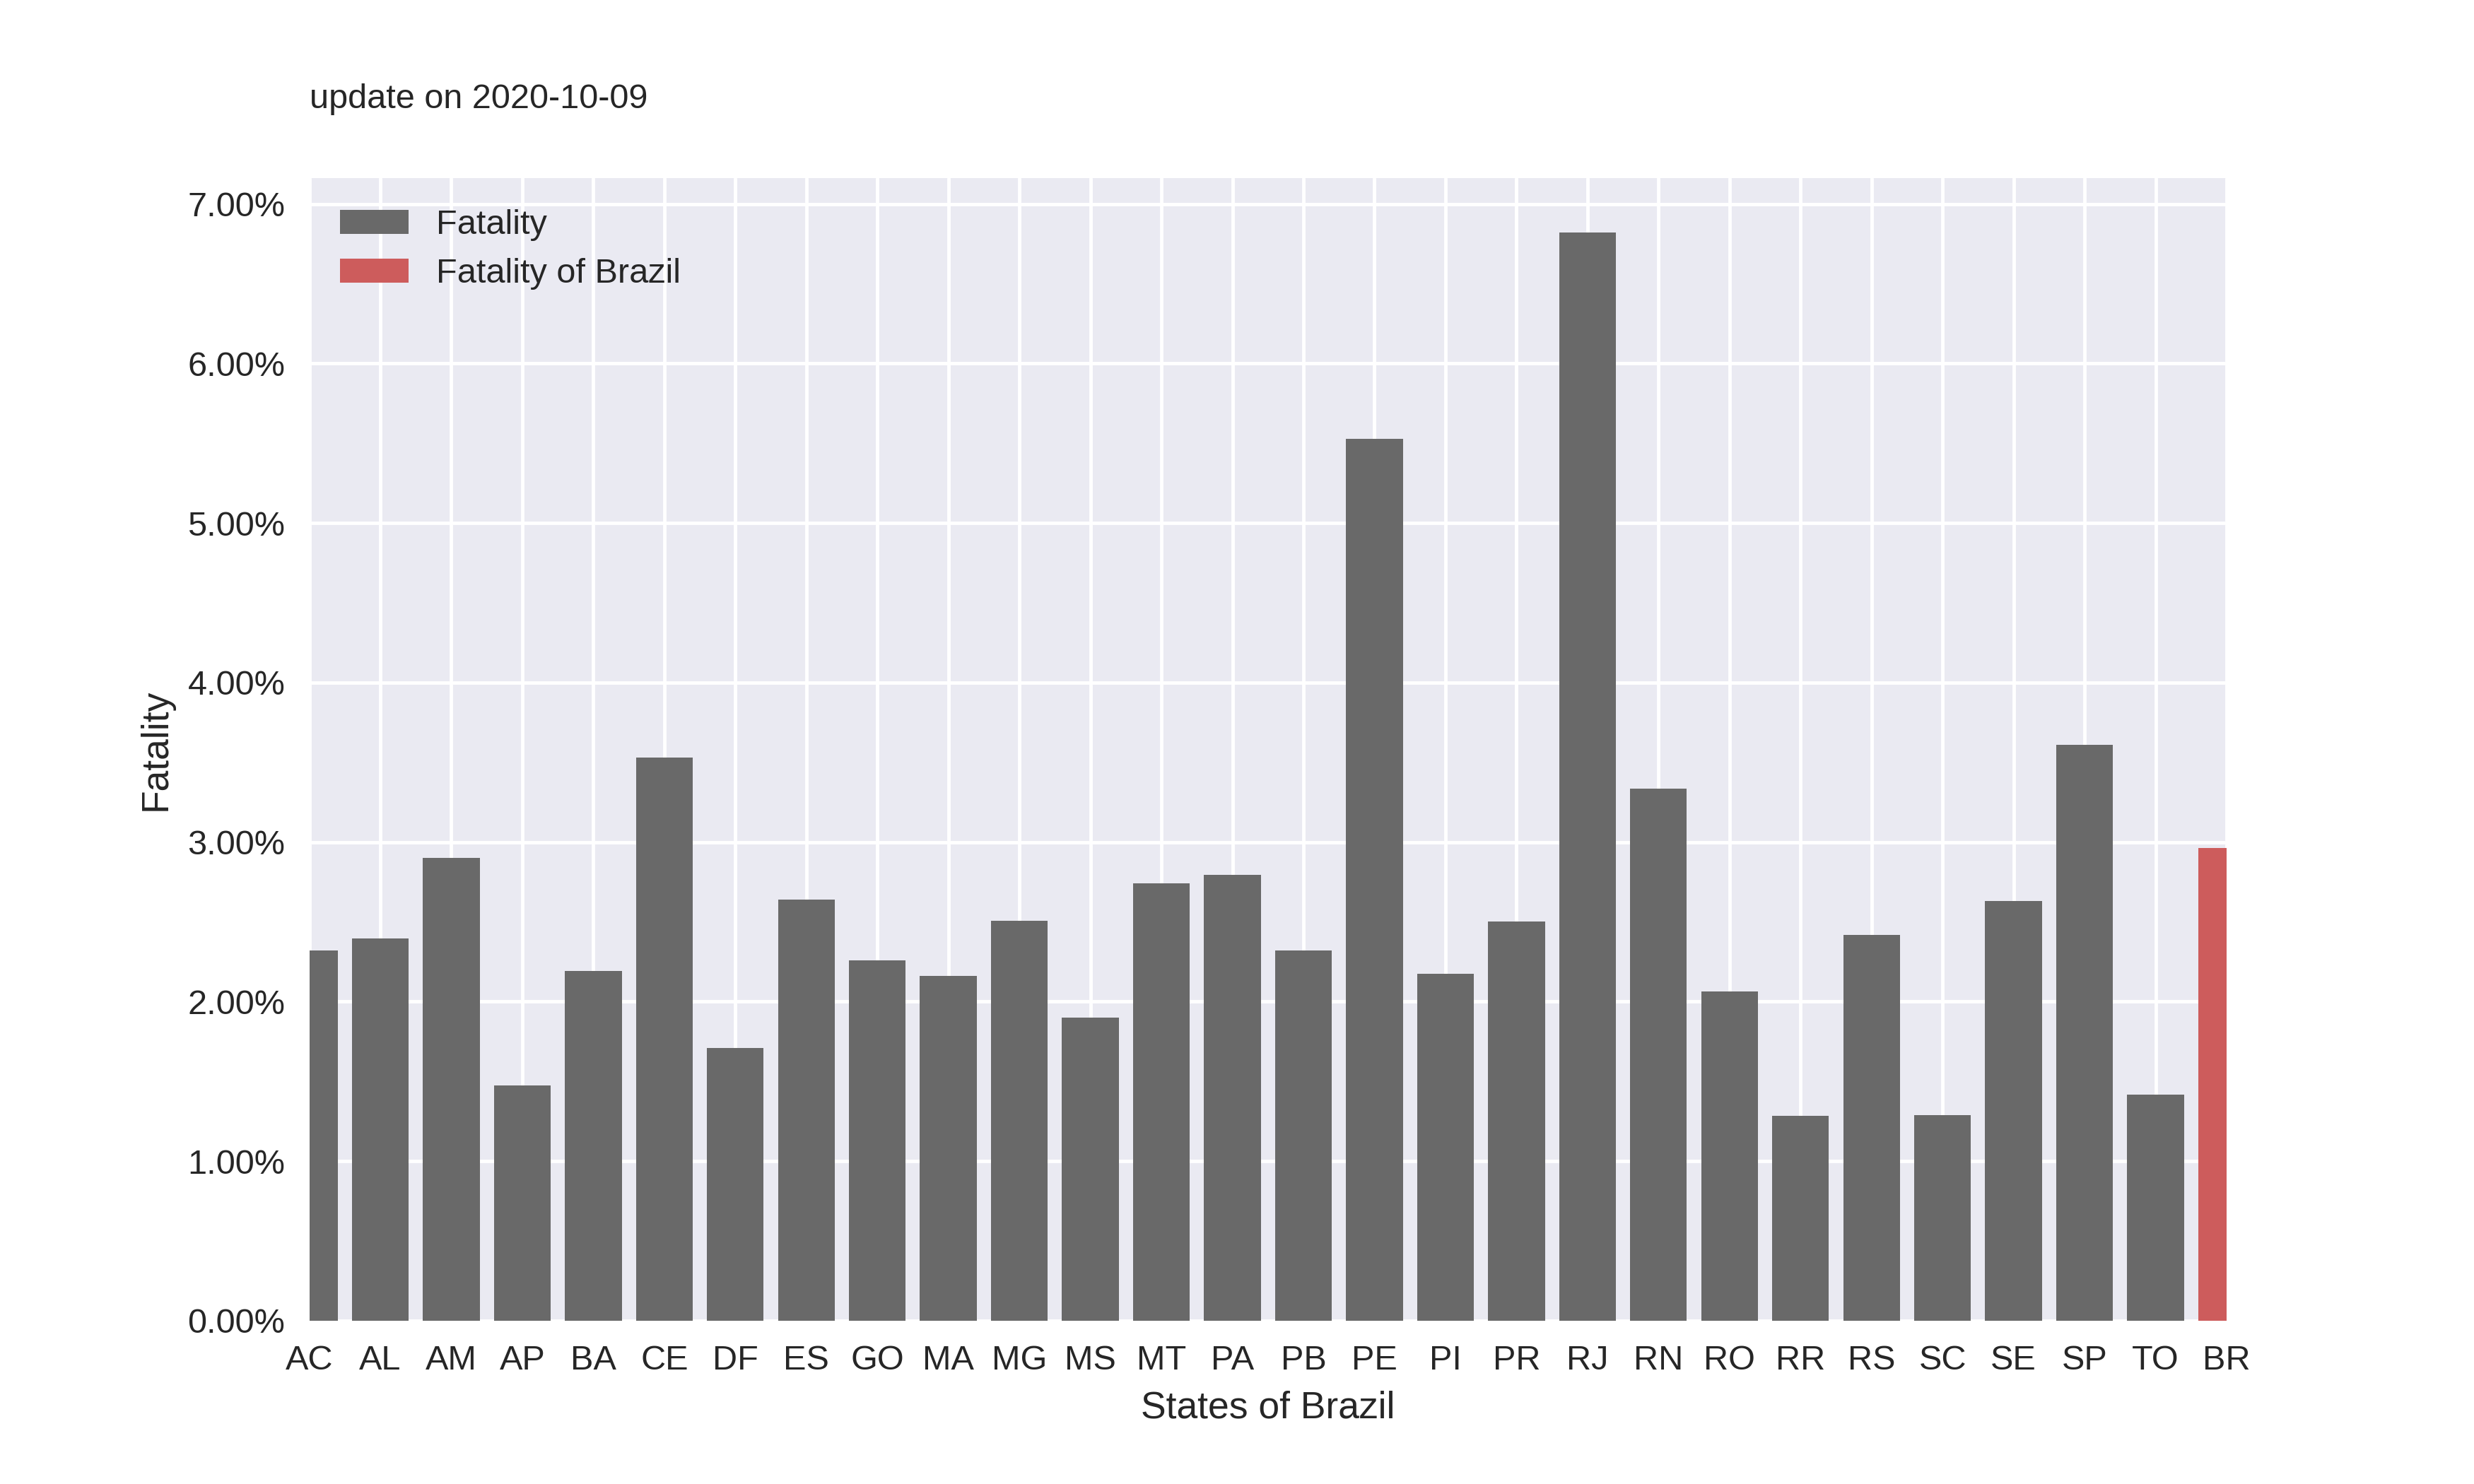 update on 2020-10-09
7.00%
6.00%
5.00%
4.00%
3.00%
2.00%
1.00%
0.00%
Fatality
Fatality of Brazil
Fatality
AC AL AM AP BA CE DF ES GO MA MG MS MT PA PB PE PI PR RJ RN RO RR RS SC SE SP TO BR
States of Brazil